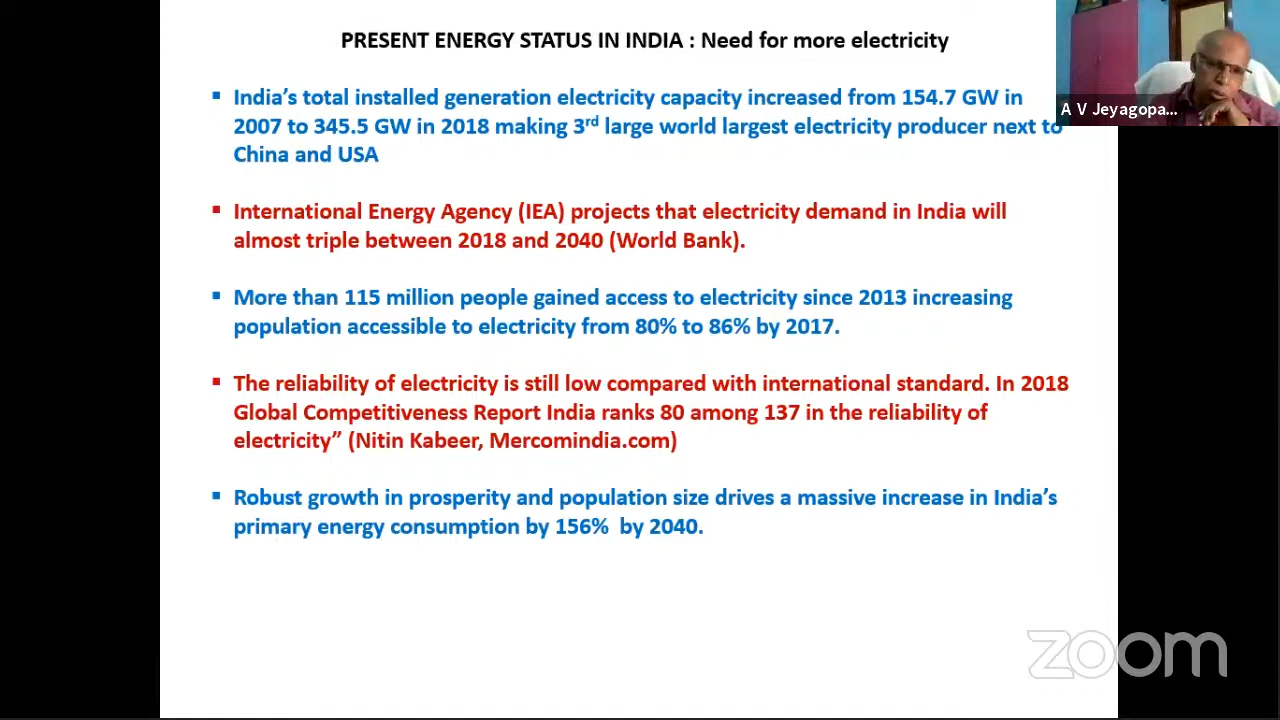 PRESENT ENERGY STATUS IN INDIA : Need for more electricity
▪ India's total installed generation electricity capacity increased from 154.7 GW in
2007 to 345.5 GW in 2018 making 3rd large world largest electricity producer next to
China and USA
▪ International Energy Agency (IEA) projects that electricity demand in India will
almost triple between 2018 and 2040 (World Bank).
▪ More than 115 million people gained access to electricity since 2013 increasing
population accessible to electricity from 80% to 86% by 2017.
▪ The reliability of electricity is still low compared with international standard. In 2018
Global Competitiveness Report India ranks 80 among 137 in the reliability of
electricity” (Nitin Kabeer, Mercomindia.com)
▪ Robust growth in prosperity and population size drives a massive increase in India's
primary energy consumption by 156%  by 2040.
A V Jeyagopa...
zoom